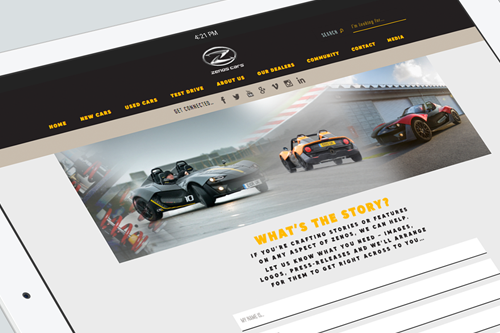 4:21 PM
SEARCH I'm looking for...
ZENOS CARS
HOME NEW CARS USED CARS TEST DRIVE ABOUT US OUR DEALERS COMMUNITY CONTACT MEDIA
GET CONNECTED...
WHAT'S THE STORY?
IF YOU'RE CRAFTING STORIES OR FEATURES
ON ANY ASPECT OF ZENOS, WE CAN HELP.
LET US KNOW WHAT YOU NEED – IMAGES,
LOGOS, PRESS-RELEASES AND WE'LL ARRANGE
FOR THEM TO GET RIGHT ACROSS TO YOU...
MY NAME IS...